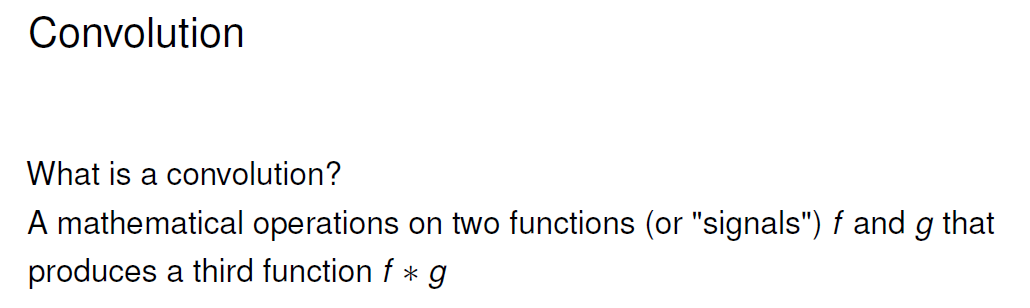 Convolution
What is a convolution?
A mathematical operations on two functions (or "signals") f and g that
produces a third function f ∗ g